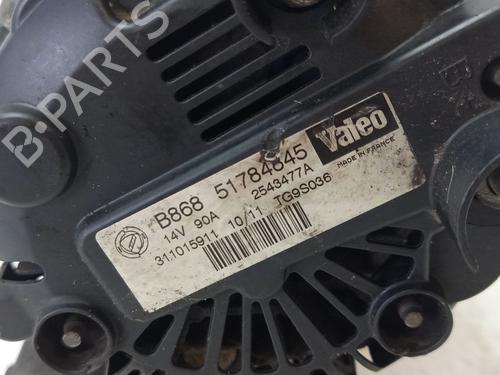 B-PARTS
Valeo
MADE IN FRANCE
B868 51784845
14V 90A 2543477A
311015911 10/11 TG9S036
B